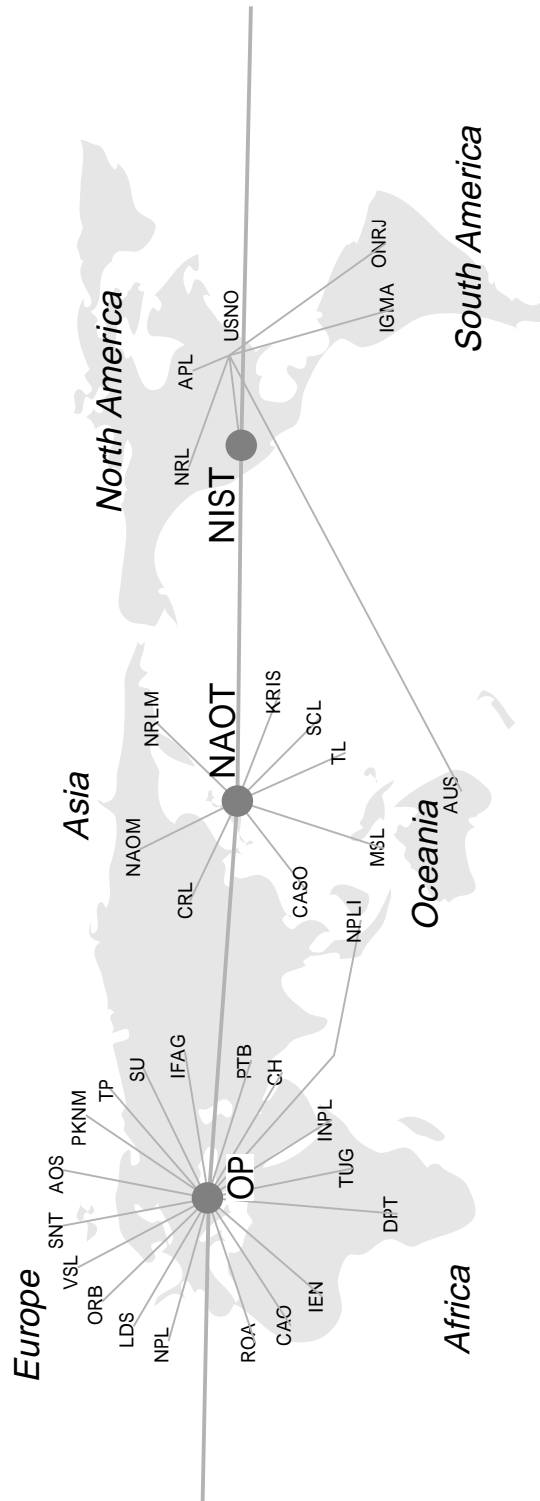 Europe
Asia
North America
South America
Oceania
Africa
OP
NAOT
NIST
NPL
LDS
ORB
VSL
SNT
AOS
PKNM
TP
SU
IFAG
PTB
CH
NPLI
INPL
TUG
DPT
IEN
CAO
ROA
CRL
NAOM
NRLM
KRIS
SCL
TL
MSL
CASO
AUS
NRL
APL
USNO
ONRJ
IGMA